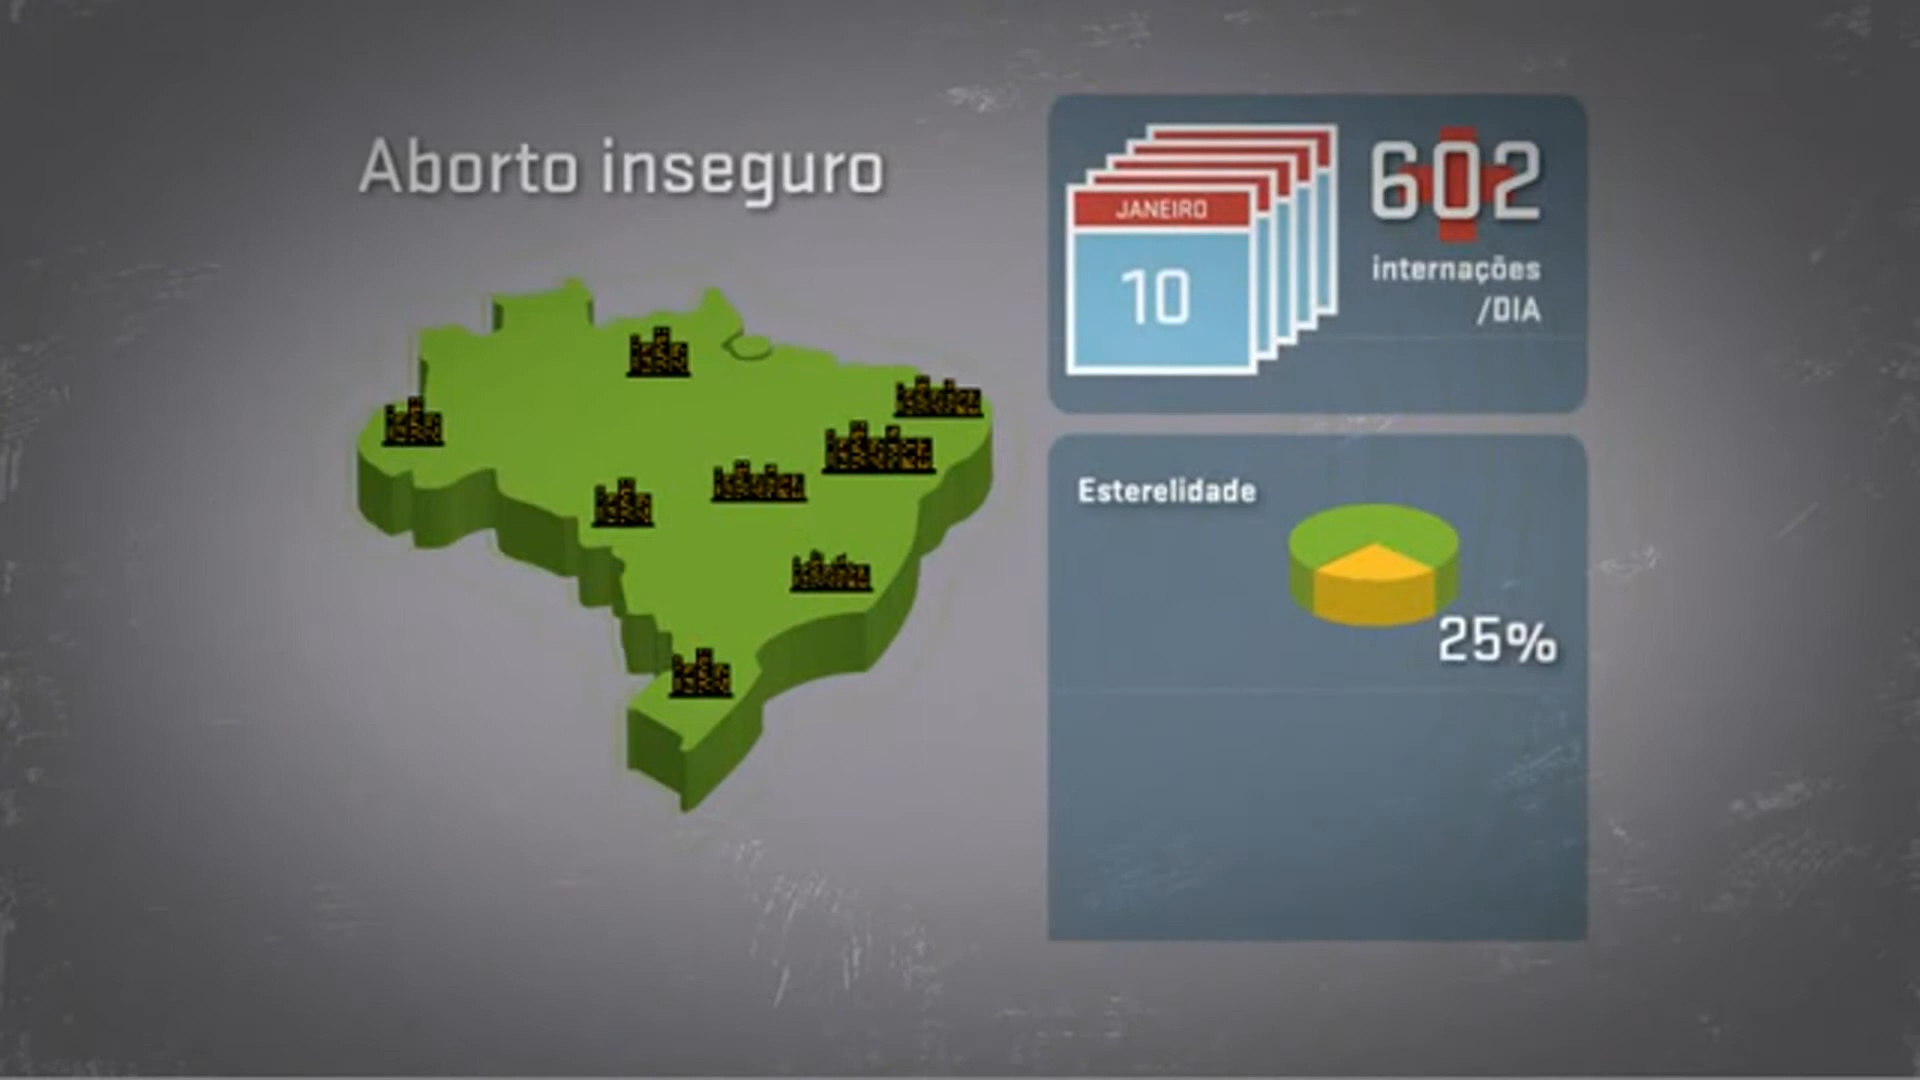 Aborto inseguro
JANEIRO
10
602
internações
/DIA
Esterelidade
25%